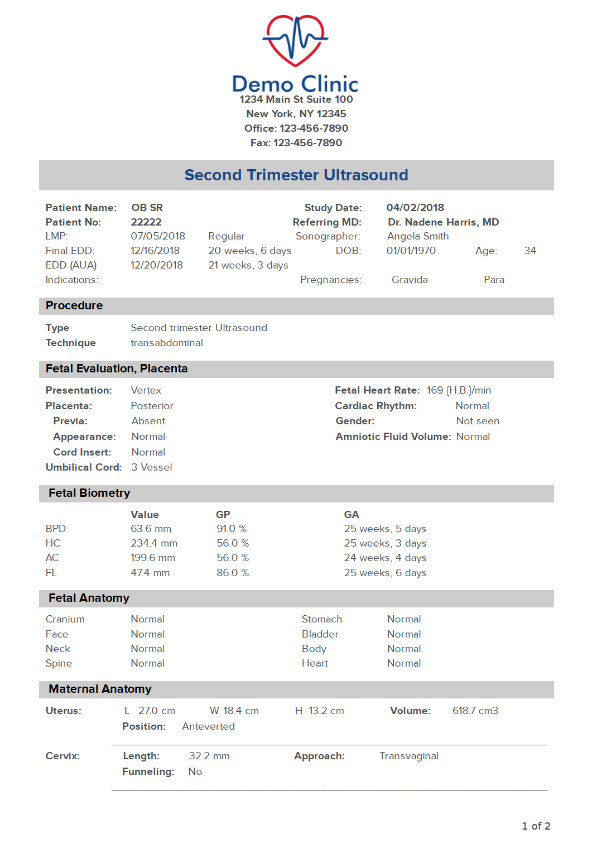 Demo Clinic
1234 Main St Suite 100
New York, NY 12345
Office: 123-456-7890
Fax: 123-456-7890
Second Trimester Ultrasound
Patient Name: OB SR Study Date: 04/02/2018
Patient No: 22222 Referring MD: Dr. Nadene Harris, MD
LMP: 07/05/2018 Regular Sonographer: Angela Smith
Final EDD: 12/16/2018 20 weeks, 6 days DOB: 01/01/1970 Age: 34
EDD (AUA) 12/20/2018 21 weeks, 3 days
Indications: Pregnancies: Gravida Para
Procedure
Type Second trimester Ultrasound
Technique transabdominal
Fetal Evaluation, Placenta
Presentation: Vertex Fetal Heart Rate: 169 {H.B.}/min
Placenta: Posterior Cardiac Rhythm: Normal
Previa: Absent Gender: Not seen
Appearance: Normal Amniotic Fluid Volume: Normal
Cord Insert: Normal
Umbilical Cord: 3 Vessel
Fetal Biometry
Value GP GA
BPD 63.6 mm 91.0 % 25 weeks, 5 days
HC 234.4 mm 56.0 % 25 weeks, 3 days
AC 199.6 mm 56.0 % 24 weeks, 4 days
FL 47.4 mm 86.0 % 25 weeks, 6 days
Fetal Anatomy
Cranium Normal Stomach Normal
Face Normal Bladder Normal
Neck Normal Body Normal
Spine Normal Heart Normal
Maternal Anatomy
Uterus: L 27.0 cm W 18.4 cm H 13.2 cm Volume: 618.7 cm3
Position: Anteverted
Cervix: Length: 32.2 mm Approach: Transvaginal
Funneling: No
1 of 2